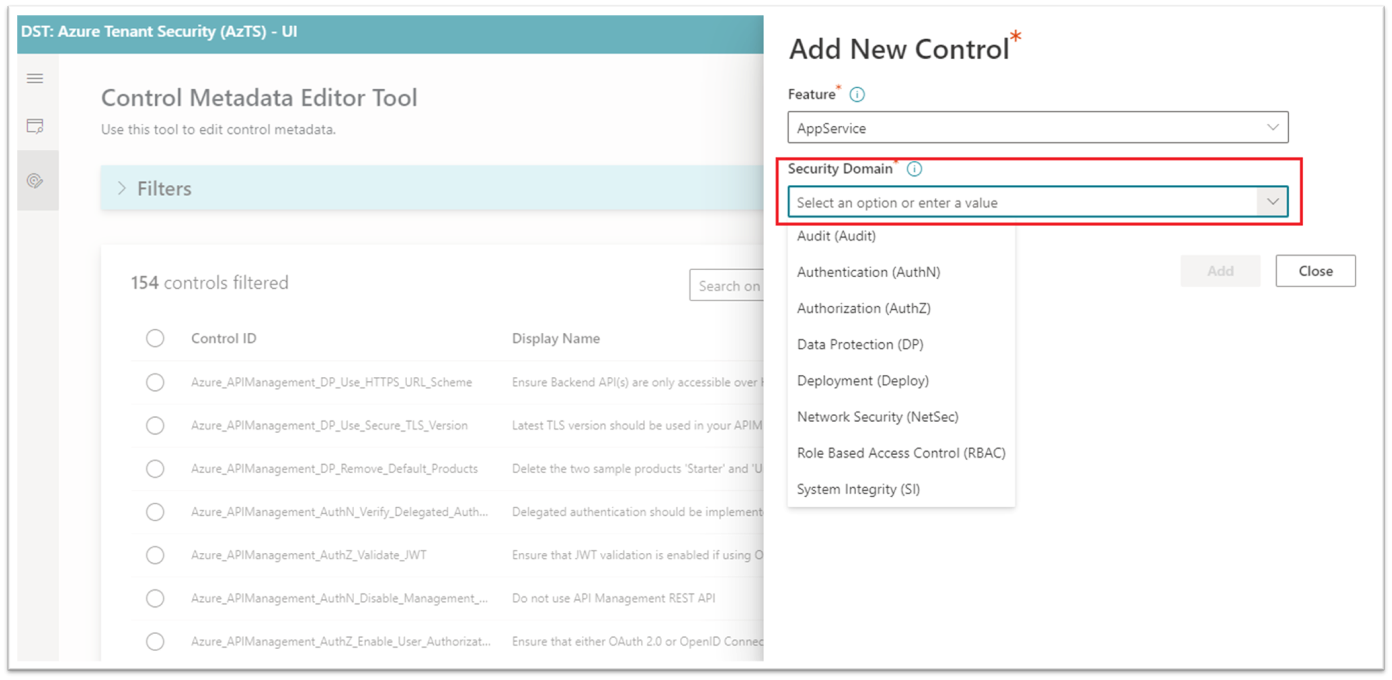 DST: Azure Tenant Security (AzTS) - UI
Control Metadata Editor Tool
Use this tool to edit control metadata.
Filters
154 controls filtered
Search on
Control ID Display Name
Azure_APIManagement_DP_Use_HTTPS_URL_Scheme Ensure Backend API(s) are only accessible over
Azure_APIManagement_DP_Use_Secure_TLS_Version Latest TLS version should be used in your APIM
Azure_APIManagement_DP_Remove_Default_Products Delete the two sample products 'Starter' and 'U
Azure_APIManagement_AuthN_Verify_Delegated_Auth... Delegated authentication should be implement
Azure_APIManagement_AuthZ_Validate_JWT Ensure that JWT validation is enabled if using O
Azure_APIManagement_AuthN_Disable_Management_... Do not use API Management REST API
Azure_APIManagement_AuthZ_Enable_User_Authorizat... Ensure that either OAuth 2.0 or OpenID Connec
Add New Control*
Feature*
AppService
Security Domain*
Select an option or enter a value
Audit (Audit)
Authentication (AuthN)
Authorization (AuthZ)
Data Protection (DP)
Deployment (Deploy)
Network Security (NetSec)
Role Based Access Control (RBAC)
System Integrity (SI)
Add
Close